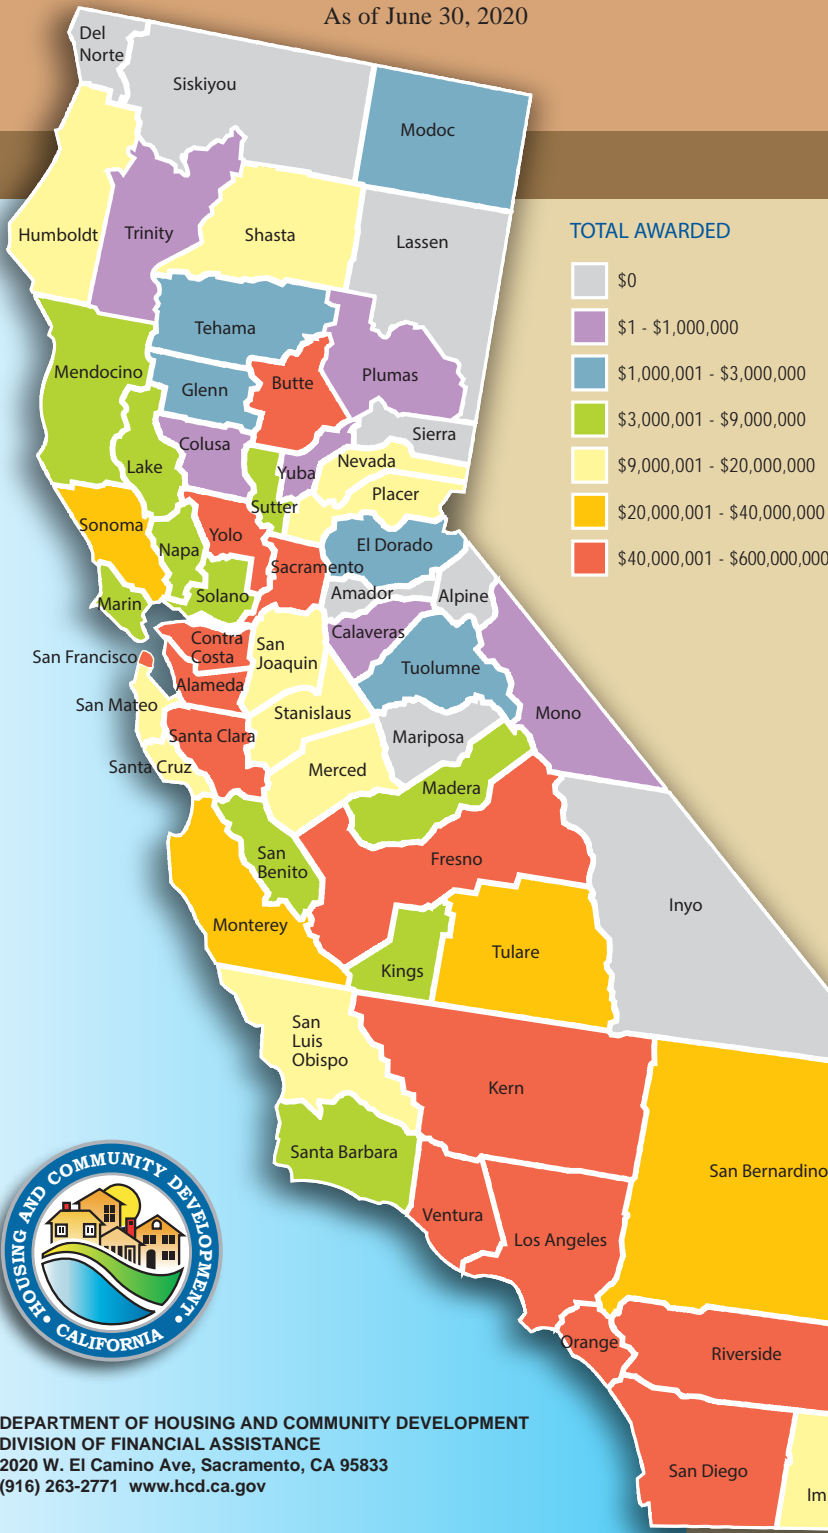 As of June 30, 2020
Del
Norte
Siskiyou
Modoc
Humboldt
Trinity
Shasta
Lassen
TOTAL AWARDED
$0
$1 - $1,000,000
$1,000,001 - $3,000,000
$3,000,001 - $9,000,000
$9,000,001 - $20,000,000
$20,000,001 - $40,000,000
$40,000,001 - $600,000,000
Tehama
Mendocino
Glenn
Butte
Plumas
Colusa
Sierra
Lake
Yuba
Nevada
Placer
Sutter
Sonoma
Napa
Yolo
El Dorado
Sacramento
Marin
Solano
Amador
Alpine
Calaveras
Contra
Costa
San
Joaquin
San Francisco
Alameda
Tuolumne
San Mateo
Stanislaus
Mono
Santa Clara
Mariposa
Santa Cruz
Merced
Madera
San
Benito
Fresno
Inyo
Monterey
Tulare
Kings
San
Luis
Obispo
Kern
Santa Barbara
San Bernardino
Ventura
Los Angeles
Orange
Riverside
San Diego
Im
HOUSING AND COMMUNITY DEVELOPMENT
• CALIFORNIA •
DEPARTMENT OF HOUSING AND COMMUNITY DEVELOPMENT
DIVISION OF FINANCIAL ASSISTANCE
2020 W. El Camino Ave, Sacramento, CA 95833
(916) 263-2771 www.hcd.ca.gov